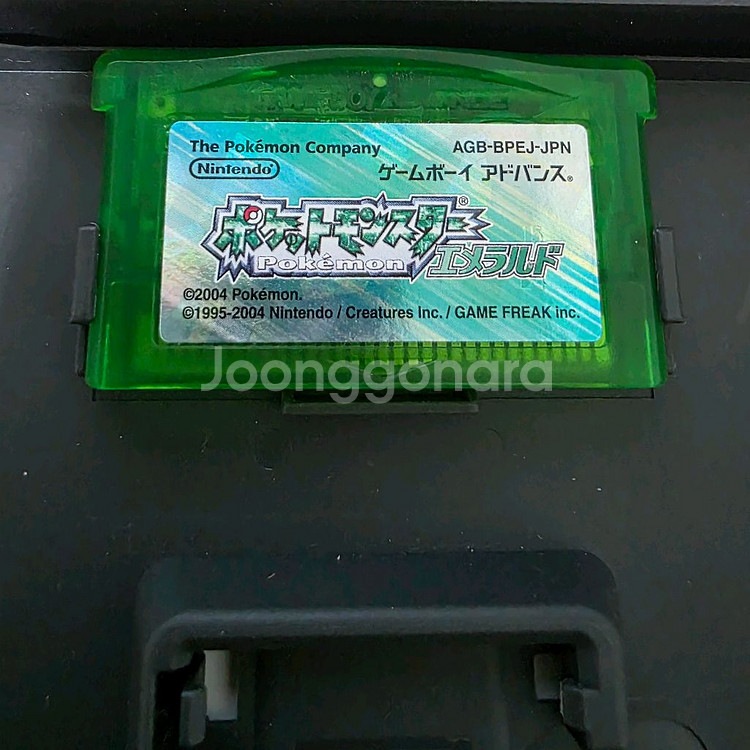 The Pokémon Company AGB-BPEJ-JPN
Nintendo ゲームボーイ アドバンス®
ポケットモンスター®
Pokémon エメラルド
©2004 Pokémon.
©1995-2004 Nintendo / Creatures Inc. / GAME FREAK inc.
Joonggonara